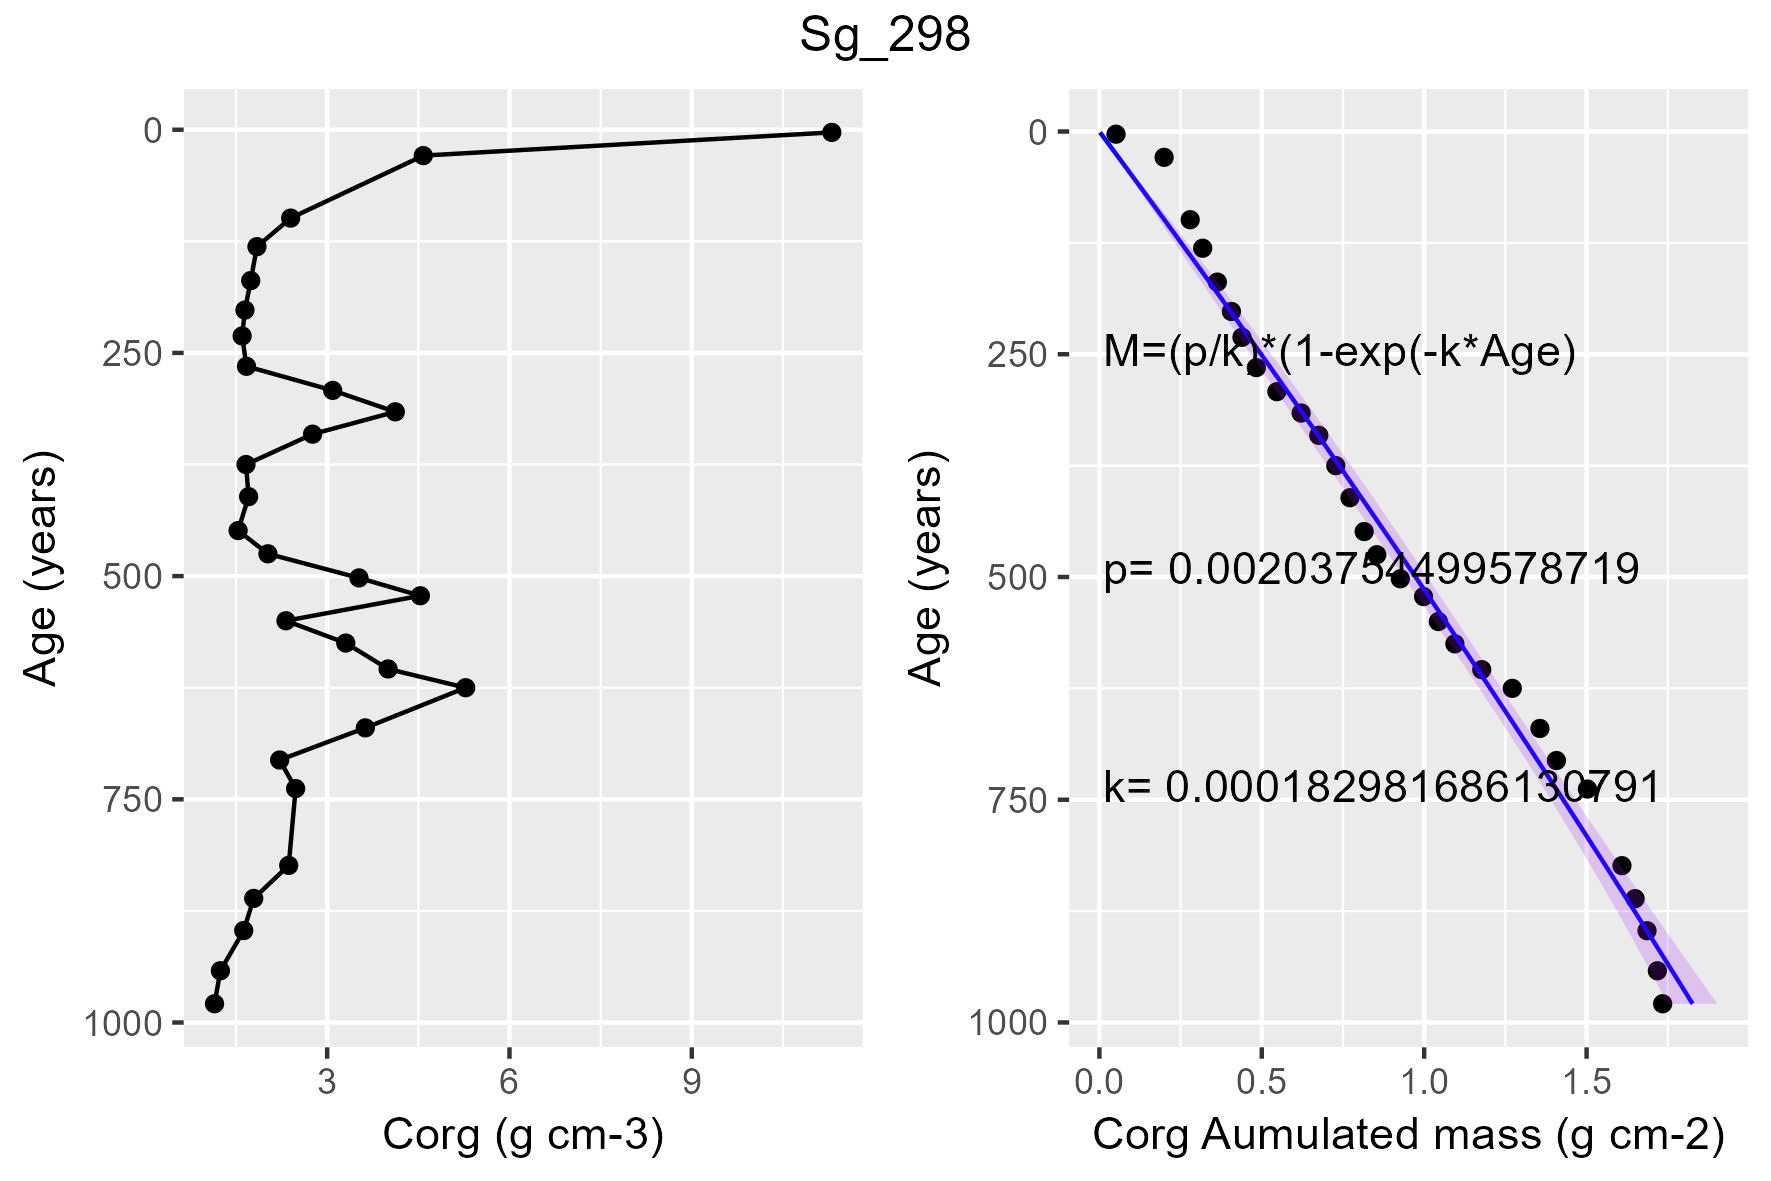 Sg_298
0
250
500
750
1000
3
6
9
Age (years)
Corg (g cm-3)
0
250
500
750
1000
0.0
0.5
1.0
1.5
Age (years)
Corg Aumulated mass (g cm-2)
M=(p/k)*(1-exp(-k*Age)
p= 0.00203754499578719
k= 0.000182981686130791